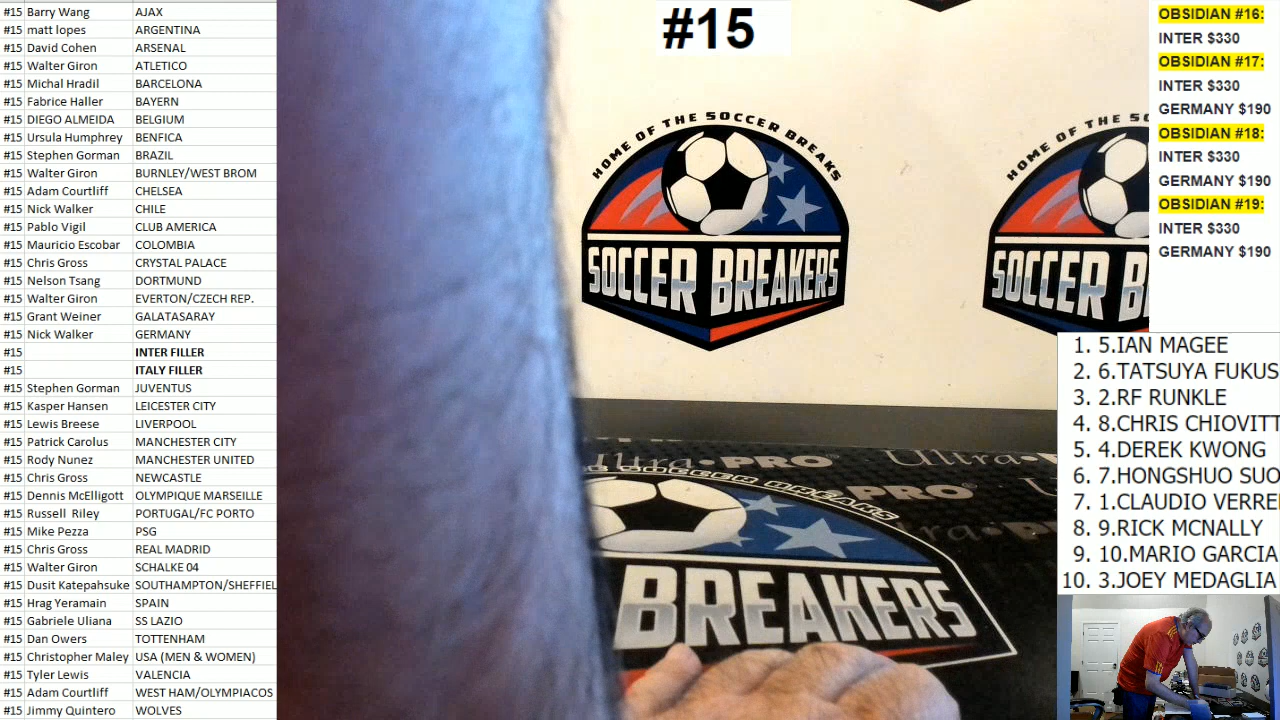 #15 Barry Wang AJAX
#15 matt lopes ARGENTINA
#15 David Cohen ARSENAL
#15 Walter Giron ATLETICO
#15 Michal Hradil BARCELONA
#15 Fabrice Haller BAYERN
#15 DIEGO ALMEIDA BELGIUM
#15 Ursula Humphrey BENFICA
#15 Stephen Gorman BRAZIL
#15 Walter Giron BURNLEY/WEST BROM
#15 Adam Courtliff CHELSEA
#15 Nick Walker CHILE
#15 Pablo Vigil CLUB AMERICA
#15 Mauricio Escobar COLOMBIA
#15 Chris Gross CRYSTAL PALACE
#15 Nelson Tsang DORTMUND
#15 Walter Giron EVERTON/CZECH REP.
#15 Grant Weiner GALATASARAY
#15 Nick Walker GERMANY
#15 INTER FILLER
#15 ITALY FILLER
#15 Stephen Gorman JUVENTUS
#15 Kasper Hansen LEICESTER CITY
#15 Lewis Breese LIVERPOOL
#15 Patrick Carolus MANCHESTER CITY
#15 Rody Nunez MANCHESTER UNITED
#15 Chris Gross NEWCASTLE
#15 Dennis McElligott OLYMPIQUE MARSEILLE
#15 Russell Riley PORTUGAL/FC PORTO
#15 Mike Pezza PSG
#15 Chris Gross REAL MADRID
#15 Walter Giron SCHALKE 04
#15 Dusit Katepahsuke SOUTHAMPTON/SHEFFIEL
#15 Hrag Yeramain SPAIN
#15 Gabriele Uliana SS LAZIO
#15 Dan Owers TOTTENHAM
#15 Christopher Maley USA (MEN & WOMEN)
#15 Tyler Lewis VALENCIA
#15 Adam Courtliff WEST HAM/OLYMPIACOS
#15 Jimmy Quintero WOLVES
#15
HOME OF THE SOCCER BREAKS
SOCCER BREAKERS
HOME OF THE SC
SOCCER B
Ultra•PRO Ultra•PRO
PRO
SOCCER BREAKS
BREAKERS
OBSIDIAN #16:
INTER $330
OBSIDIAN #17:
INTER $330
GERMANY $190
OBSIDIAN #18:
INTER $330
GERMANY $190
OBSIDIAN #19:
INTER $330
GERMANY $190
1. 5.IAN MAGEE
2. 6.TATSUYA FUKUS
3. 2.RF RUNKLE
4. 8.CHRIS CHIOVITT
5. 4.DEREK KWONG
6. 7.HONGSHUO SUO
7. 1.CLAUDIO VERRE
8. 9.RICK MCNALLY
9. 10.MARIO GARCIA
10. 3.JOEY MEDAGLIA